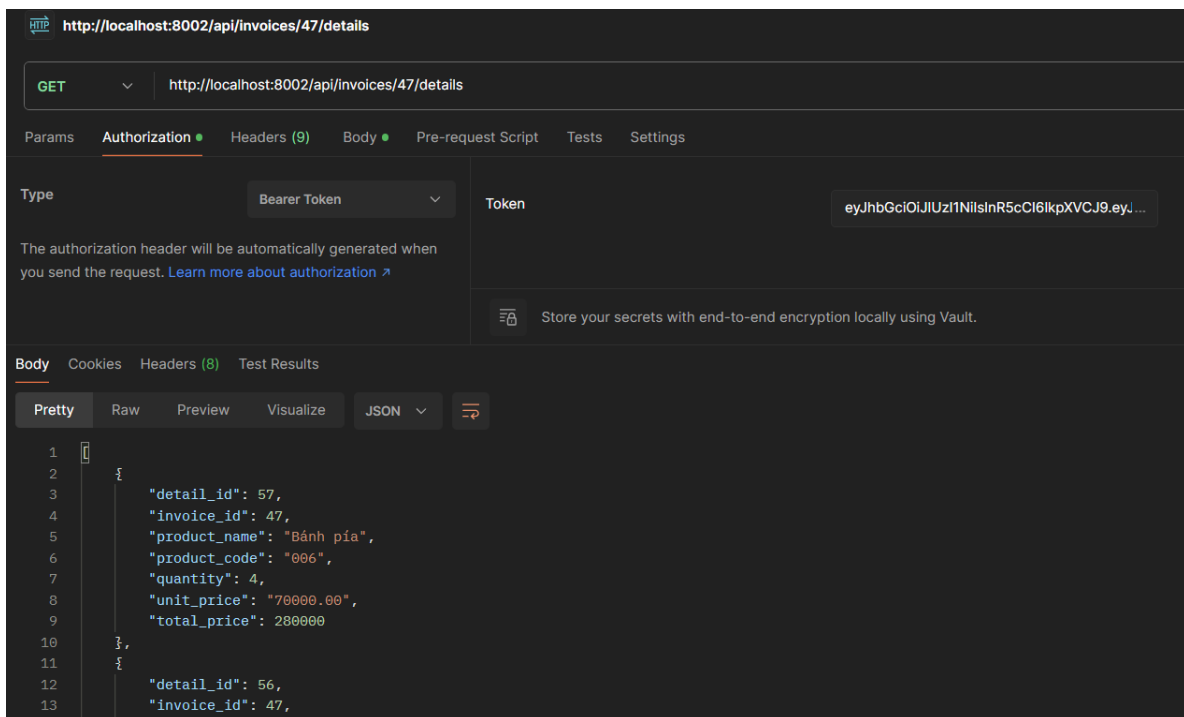 HTTP http://localhost:8002/api/invoices/47/details
GET http://localhost:8002/api/invoices/47/details
Params Authorization Headers (9) Body Pre-request Script Tests Settings
Type Bearer Token
Token eyJhbGciOiJIUzI1NiIsInR5cCI6IkpXVCJ9.eyJ...
The authorization header will be automatically generated when
you send the request. Learn more about authorization ↗
Store your secrets with end-to-end encryption locally using Vault.
Body Cookies Headers (8) Test Results
Pretty Raw Preview Visualize JSON
1 [
2 {
3 "detail_id": 57,
4 "invoice_id": 47,
5 "product_name": "Bánh pía",
6 "product_code": "006",
7 "quantity": 4,
8 "unit_price": "70000.00",
9 "total_price": 280000
10 },
11 {
12 "detail_id": 56,
13 "invoice_id": 47,